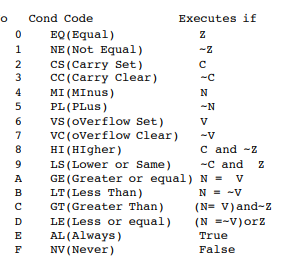 o Cond Code Executes if
0 EQ(Equal) Z
1 NE(Not Equal) ~Z
2 CS(Carry Set) C
3 CC(Carry Clear) ~C
4 MI(MInus) N
5 PL(PLus) ~N
6 VS(oVerflow Set) V
7 VC(oVerflow Clear) ~V
8 HI(HIgher) C and ~Z
9 LS(Lower or Same) ~C and Z
A GE(Greater or equal) N = V
B LT(Less Than) N = ~V
C GT(Greater Than) (N= V)and~Z
D LE(Less or equal) (N =~V)orZ
E AL(Always) True
F NV(Never) False